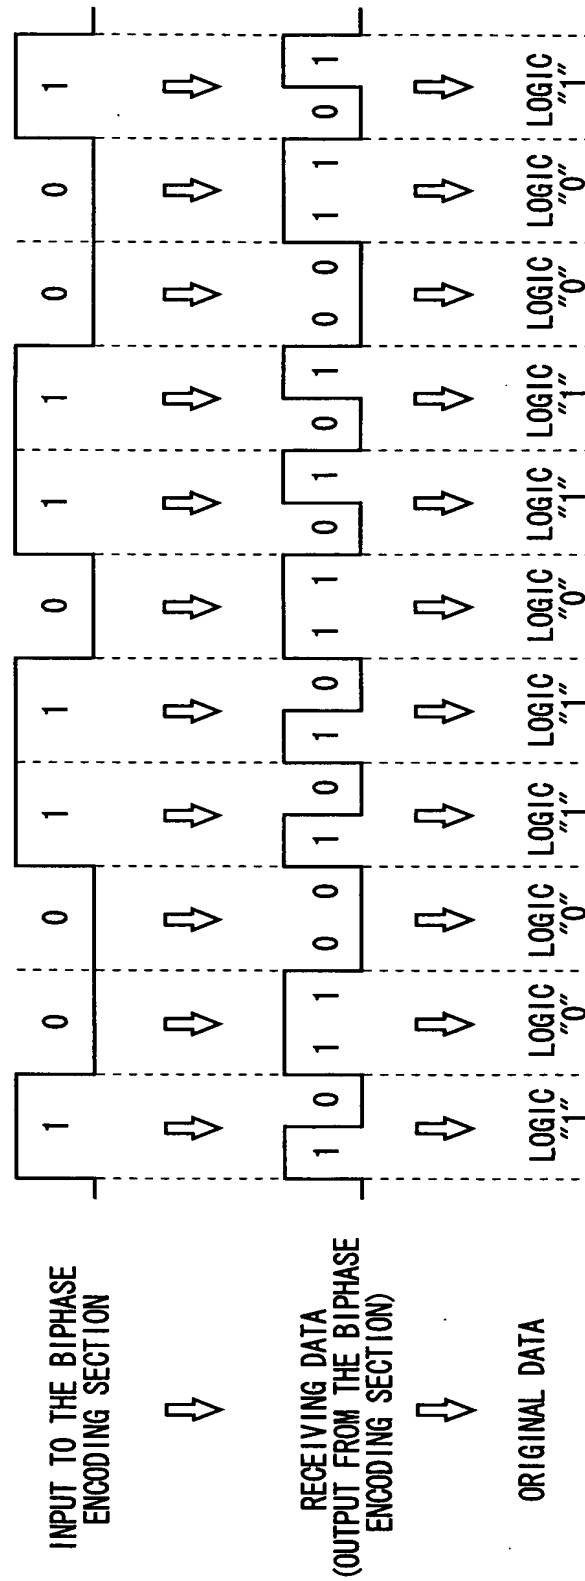 INPUT TO THE BIPHASE
ENCODING SECTION
1 0 0 1 1 0 1 1 0 0 1
RECEIVING DATA
(OUTPUT FROM THE BIPHASE
ENCODING SECTION)
1 0 1 1 0 0 1 0 1 0 1 1 0 1 0 1 0 0 1 1 0 1
ORIGINAL DATA
LOGIC LOGIC LOGIC LOGIC LOGIC LOGIC LOGIC LOGIC LOGIC LOGIC LOGIC
"1" "0" "0" "1" "1" "0" "1" "1" "0" "0" "1"